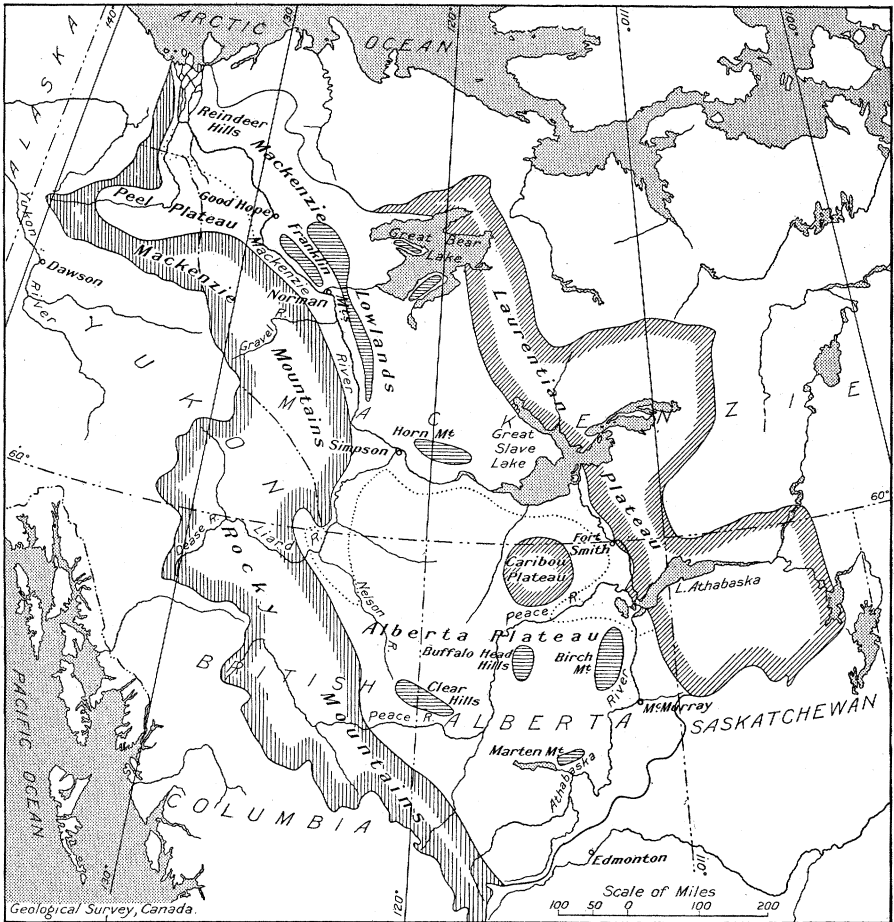 140°
130
120°
110
100°
ARCTIC
OCEAN
ALASKA
Reindeer
Hills
Mackenzie
Lowlands
Peel Plateau
Good Hope
Franklin
Mts
Great Bear
Lake
Yukon
River
Dawson
Mackenzie
Mountains
Mackenzie
River
Norman
Gravel R.
YUKON
MACKENZIE
Laurentian
Plateau
Horn Mt
Simpson
Great
Slave
Lake
60°
60°
Dease R.
Liard
R.
Rocky
Mountains
Fort
Smith
Caribou
Plateau
L. Athabaska
Nelson
R.
Peace R.
Alberta Plateau
Buffalo Head
Hills
Birch
Mt
River
BRITISH
COLUMBIA
Clear
Hills
Peace R.
ALBERTA
McMurray
SASKATCHEWAN
Marten Mt
Athabaska
PACIFIC OCEAN
Edmonton
130°
120°
110°
Scale of Miles
100 50 0 100 200
Geological Survey, Canada.